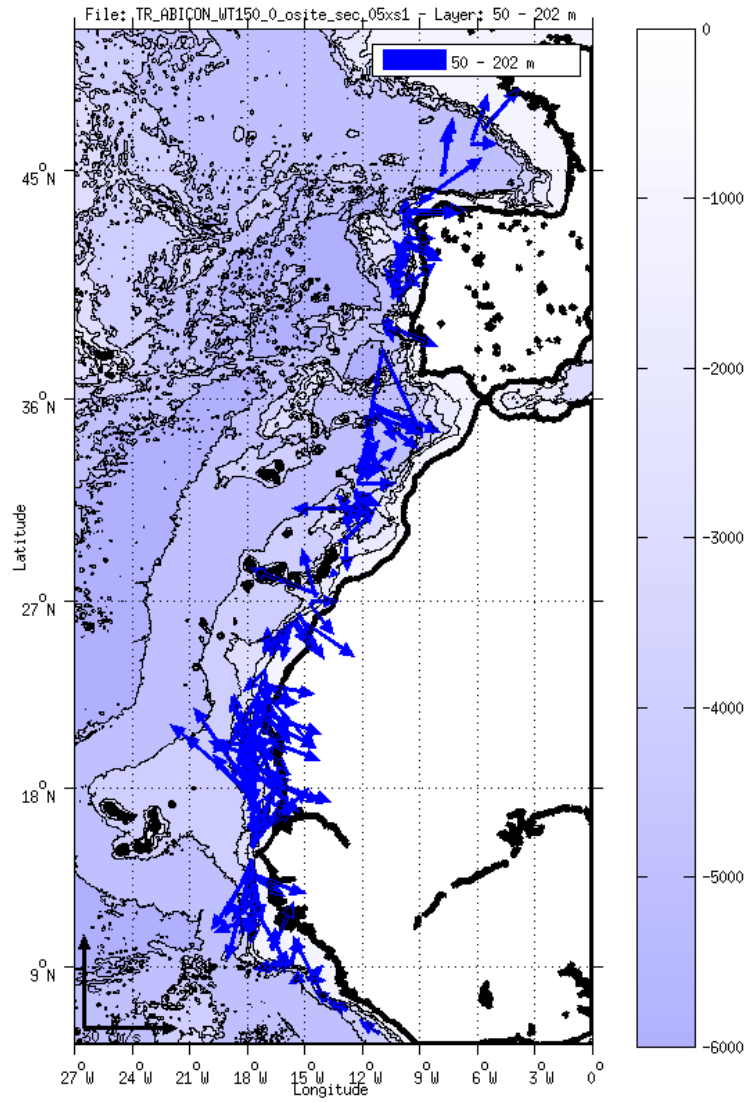 File: TR_ABICON_WT150_0_osite_sec_05xs1 - Layer: 50 - 202 m
50 - 202 m
0
-1000
-2000
-3000
-4000
-5000
-6000
45°N
36°N
27°N
18°N
9°N
Latitude
27°W 24°W 21°W 18°W 15°W 12°W 9°W 6°W 3°W 0
Longitude